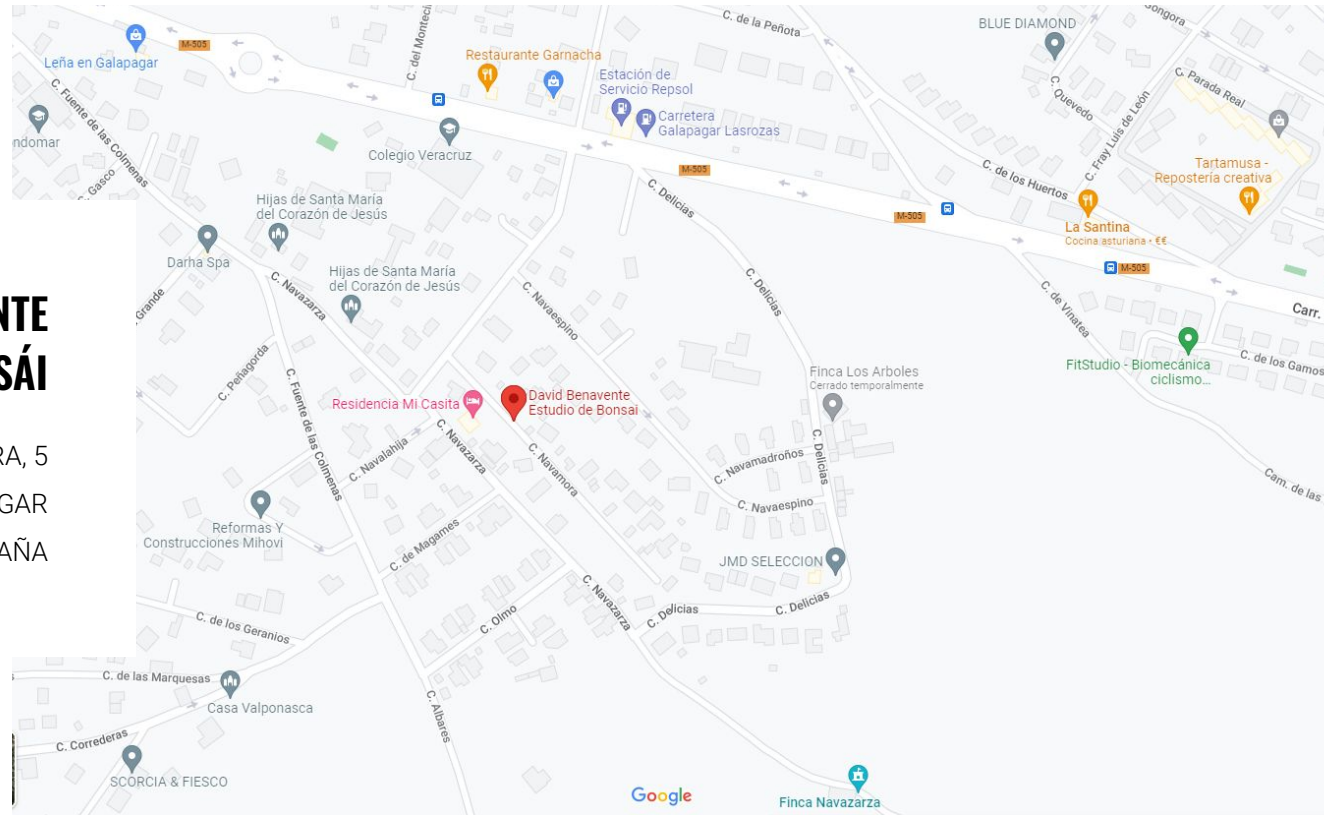 NTE
SÁI
RA, 5
GAR
AÑA
C. del Montecí
C. de la Peñota
BLUE DIAMOND
Gongora
M-505
Leña en Galapagar
Restaurante Garnacha
Estación de
Servicio Repsol
Carretera
Galapagar Lasrozas
C. Quevedo
C. Parada Real
C. Fray Luis de León
C. Fuente de las Colmenas
ndomar
C. Gasco
Colegio Veracruz
M-505
C. de los Huertos
Tartamusa -
Repostería creativa
C. Delicias
Hijas de Santa María
del Corazón de Jesús
M-505
La Santina
Cocina asturiana • €€
Darha Spa
M-505
C. Navazarza
Hijas de Santa María
del Corazón de Jesús
C. Delicias
Grande
C. Navaespino
C. de Vinatea
Carr.
C. Peñagorda
FitStudio - Biomecánica
ciclismo...
C. de los Gamos
Finca Los Arboles
Cerrado temporalmente
C. Fuente de las Colmenas
Residencia Mi Casita
David Benavente
Estudio de Bonsai
C. Navalahija
C. Navazarza
C. Navamora
C. Navamadroños
C. Delicias
Cam. de las
C. Navaespino
Reformas Y
Construcciones Mihovi
C. de Magames
JMD SELECCION
C. Navazarza
C. Delicias
C. Delicias
C. Olmo
C. de los Geranios
C. de las Marquesas
Casa Valponasca
C. Albares
C. Correderas
SCORCIA & FIESCO
Google
Finca Navazarza